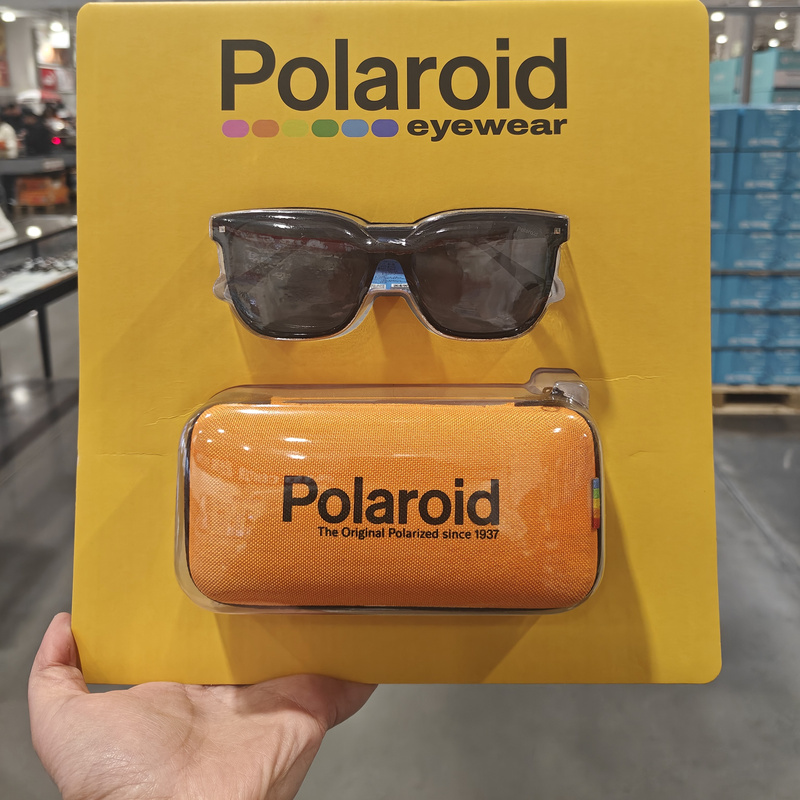 Polaroid
eyewear
Polaroid
The Original Polarized since 1937